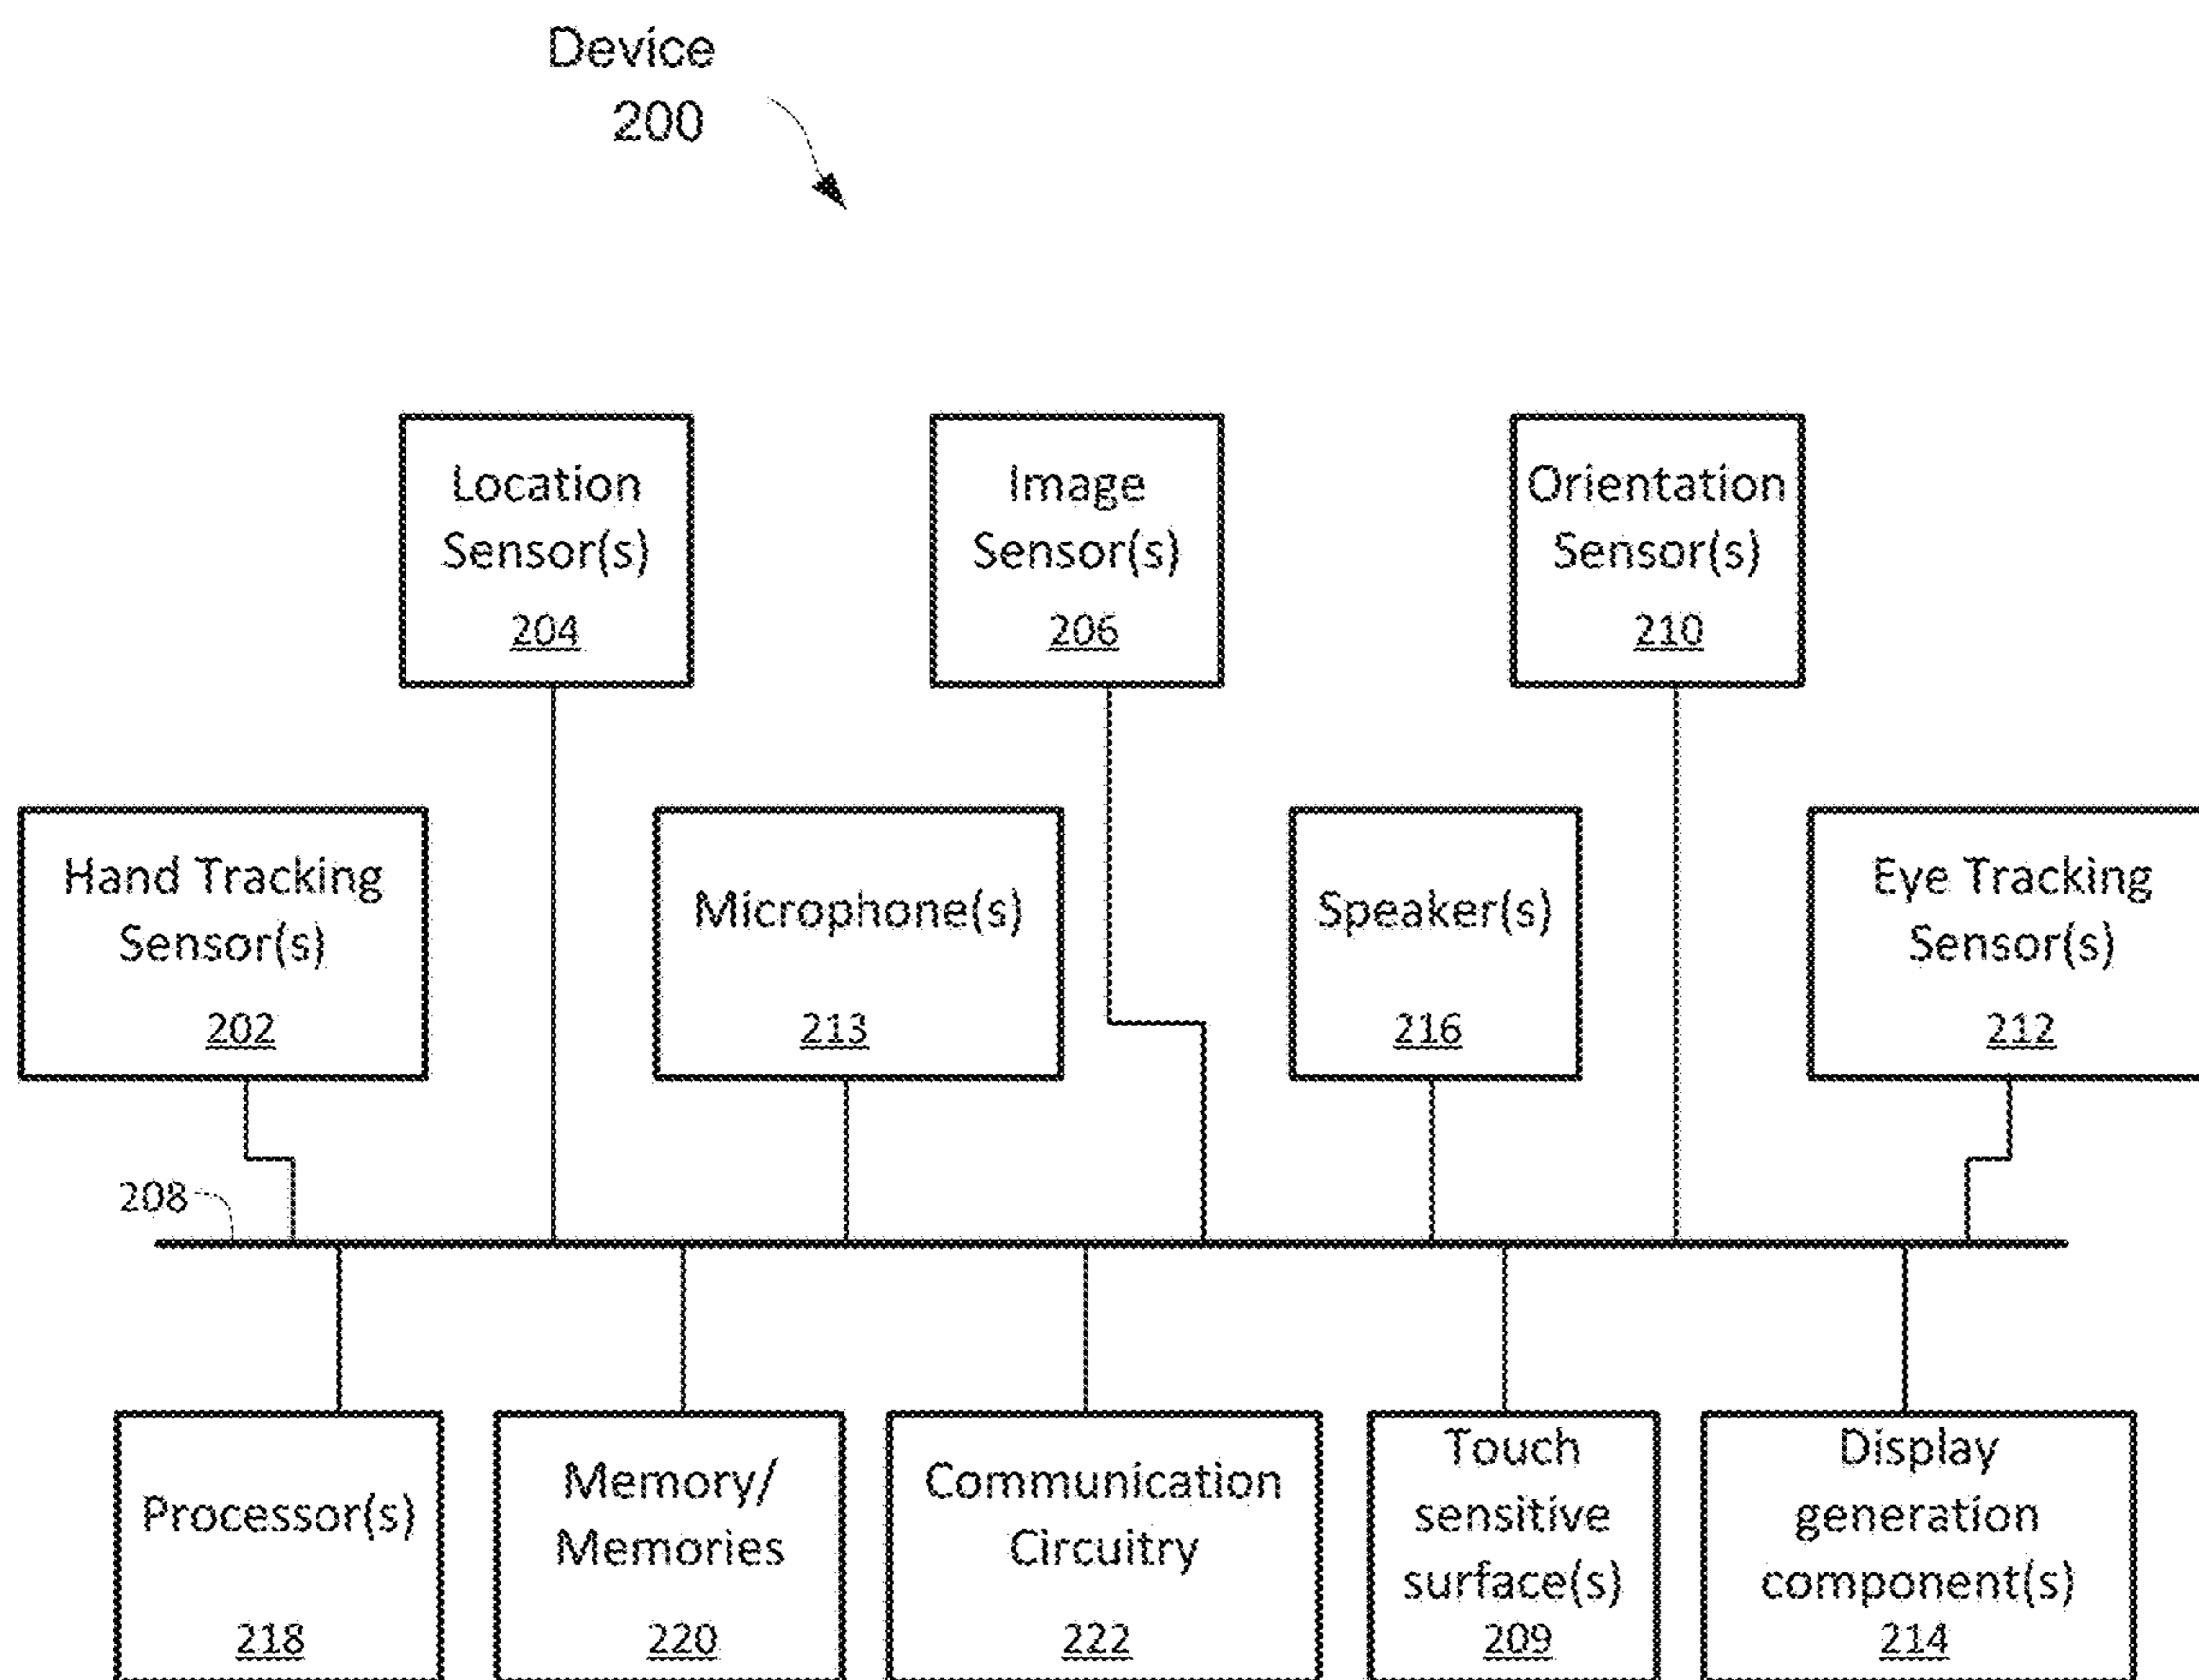 Device
200
Location
Sensor(s)
204
Image
Sensor(s)
206
Orientation
Sensor(s)
210
Hand Tracking
Sensor(s)
202
Microphone(s)
213
Speaker(s)
216
Eye Tracking
Sensor(s)
212
208
Processor(s)
218
Memory/
Memories
220
Communication
Circuitry
222
Touch
sensitive
surface(s)
209
Display
generation
component(s)
214